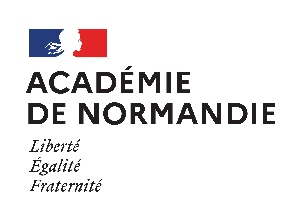 ACADÉMIE
DE NORMANDIE
Liberté
Égalité
Fraternité